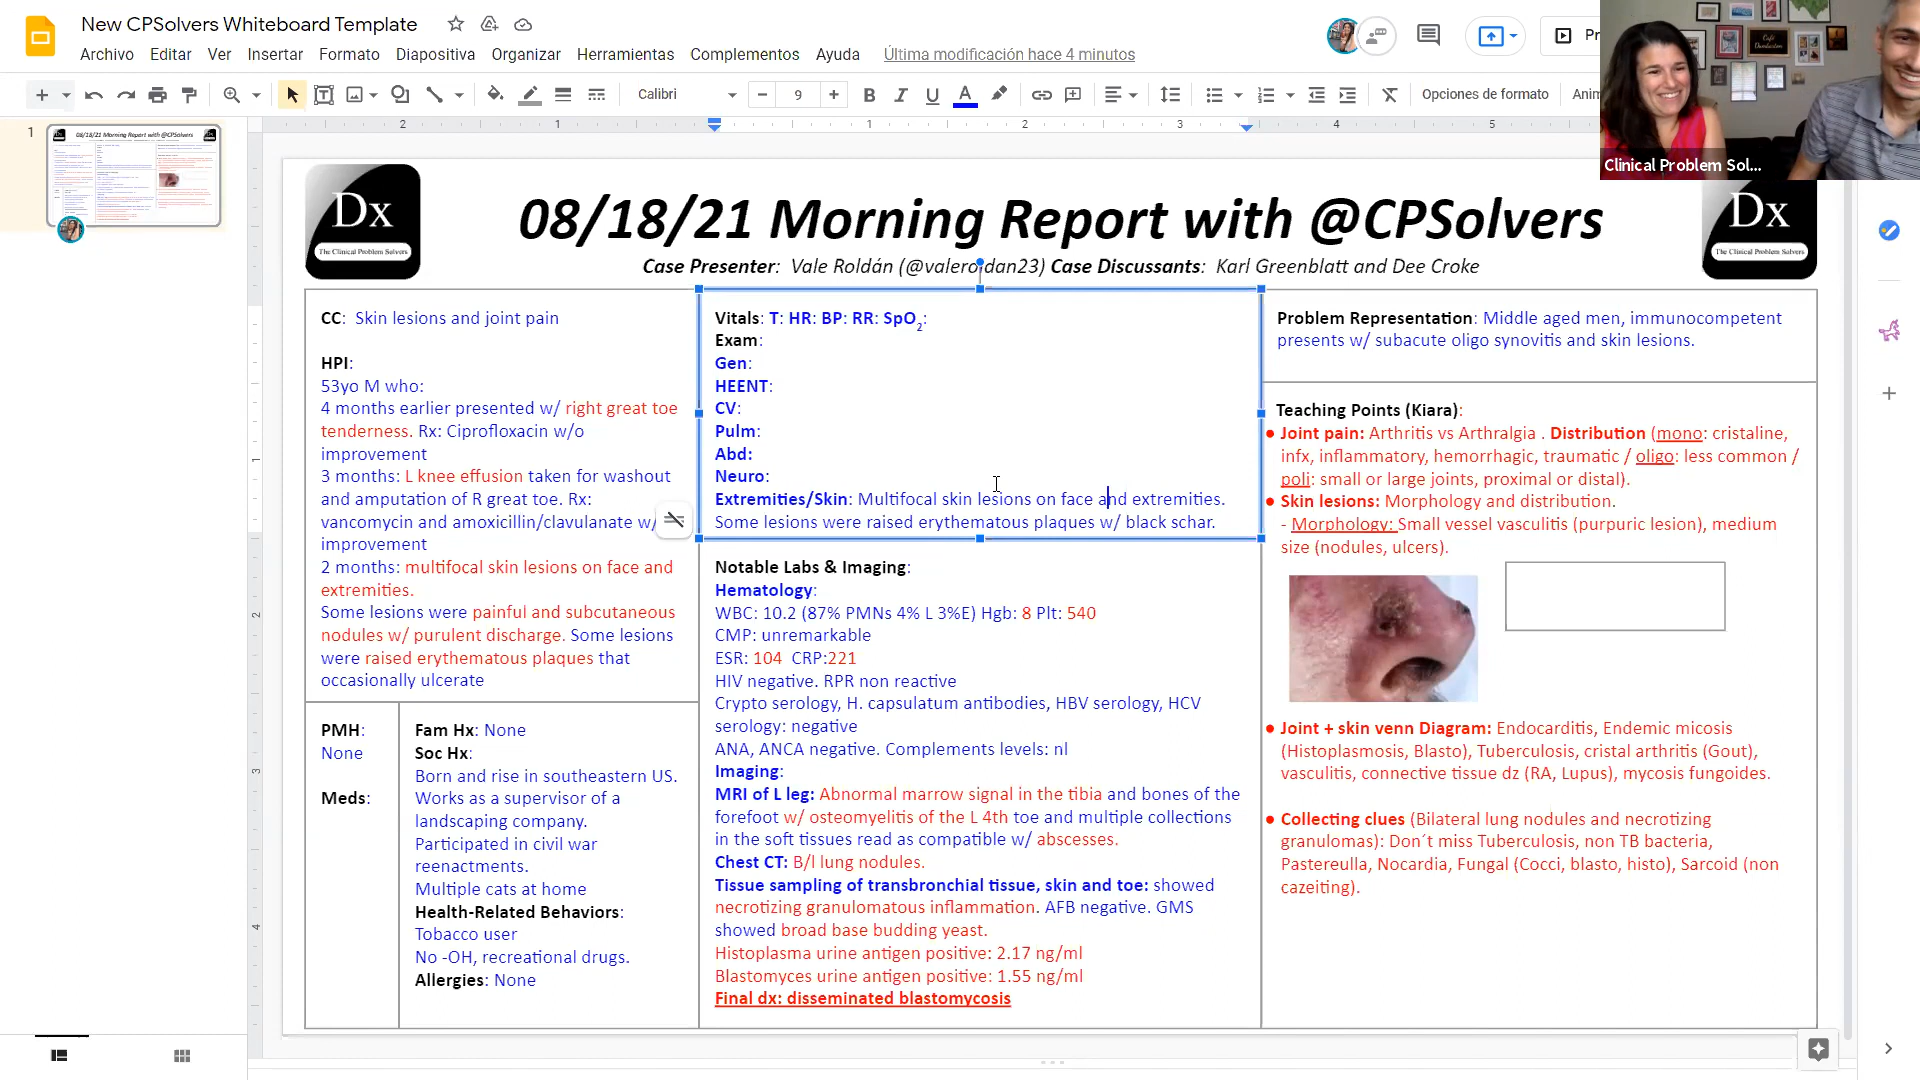 New CPSolvers Whiteboard Template
Archivo Editar Ver Insertar Formato Diapositiva Organizar Herramientas Complementos Ayuda Última modificación hace 4 minutos
Calibri 9 Opciones de formato
Clinical Problem Sol...
2 1 1 2 3 4 5
1
08/18/21 Morning Report with @CPSolvers
Dx
The Clinical Problem Solvers
08/18/21 Morning Report with @CPSolvers
Dx
The Clinical Problem Solvers
Case Presenter: Vale Roldán (@valeroldan23) Case Discussants: Karl Greenblatt and Dee Croke
CC: Skin lesions and joint pain
HPI:
53yo M who:
4 months earlier presented w/ right great toe
tenderness. Rx: Ciprofloxacin w/o
improvement
3 months: L knee effusion taken for washout
and amputation of R great toe. Rx:
vancomycin and amoxicillin/clavulanate w/
improvement
2 months: multifocal skin lesions on face and
extremities.
Some lesions were painful and subcutaneous
nodules w/ purulent discharge. Some lesions
were raised erythematous plaques that
occasionally ulcerate
PMH:
None
Meds:
Fam Hx: None
Soc Hx:
Born and rise in southeastern US.
Works as a supervisor of a
landscaping company.
Participated in civil war
reenactments.
Multiple cats at home
Health-Related Behaviors:
Tobacco user
No -OH, recreational drugs.
Allergies: None
Vitals: T: HR: BP: RR: SpO2:
Exam:
Gen:
HEENT:
CV:
Pulm:
Abd:
Neuro:
Extremities/Skin: Multifocal skin lesions on face and extremities.
Some lesions were raised erythematous plaques w/ black schar.
Notable Labs & Imaging:
Hematology:
WBC: 10.2 (87% PMNs 4% L 3%E) Hgb: 8 Plt: 540
CMP: unremarkable
ESR: 104 CRP:221
HIV negative. RPR non reactive
Crypto serology, H. capsulatum antibodies, HBV serology, HCV
serology: negative
ANA, ANCA negative. Complements levels: nl
Imaging:
MRI of L leg: Abnormal marrow signal in the tibia and bones of the
forefoot w/ osteomyelitis of the L 4th toe and multiple collections
in the soft tissues read as compatible w/ abscesses.
Chest CT: B/l lung nodules.
Tissue sampling of transbronchial tissue, skin and toe: showed
necrotizing granulomatous inflammation. AFB negative. GMS
showed broad base budding yeast.
Histoplasma urine antigen positive: 2.17 ng/ml
Blastomyces urine antigen positive: 1.55 ng/ml
Final dx: disseminated blastomycosis
Problem Representation: Middle aged men, immunocompetent
presents w/ subacute oligo synovitis and skin lesions.
Teaching Points (Kiara):
● Joint pain: Arthritis vs Arthralgia . Distribution (mono: cristaline,
infx, inflammatory, hemorrhagic, traumatic / oligo: less common /
poli: small or large joints, proximal or distal).
● Skin lesions: Morphology and distribution.
- Morphology: Small vessel vasculitis (purpuric lesion), medium
size (nodules, ulcers).
● Joint + skin venn Diagram: Endocarditis, Endemic micosis
(Histoplasmosis, Blasto), Tuberculosis, cristal arthritis (Gout),
vasculitis, connective tissue dz (RA, Lupus), mycosis fungoides.
● Collecting clues (Bilateral lung nodules and necrotizing
granulomas): Don´t miss Tuberculosis, non TB bacteria,
Pastereulla, Nocardia, Fungal (Cocci, blasto, histo), Sarcoid (non
cazeiting).